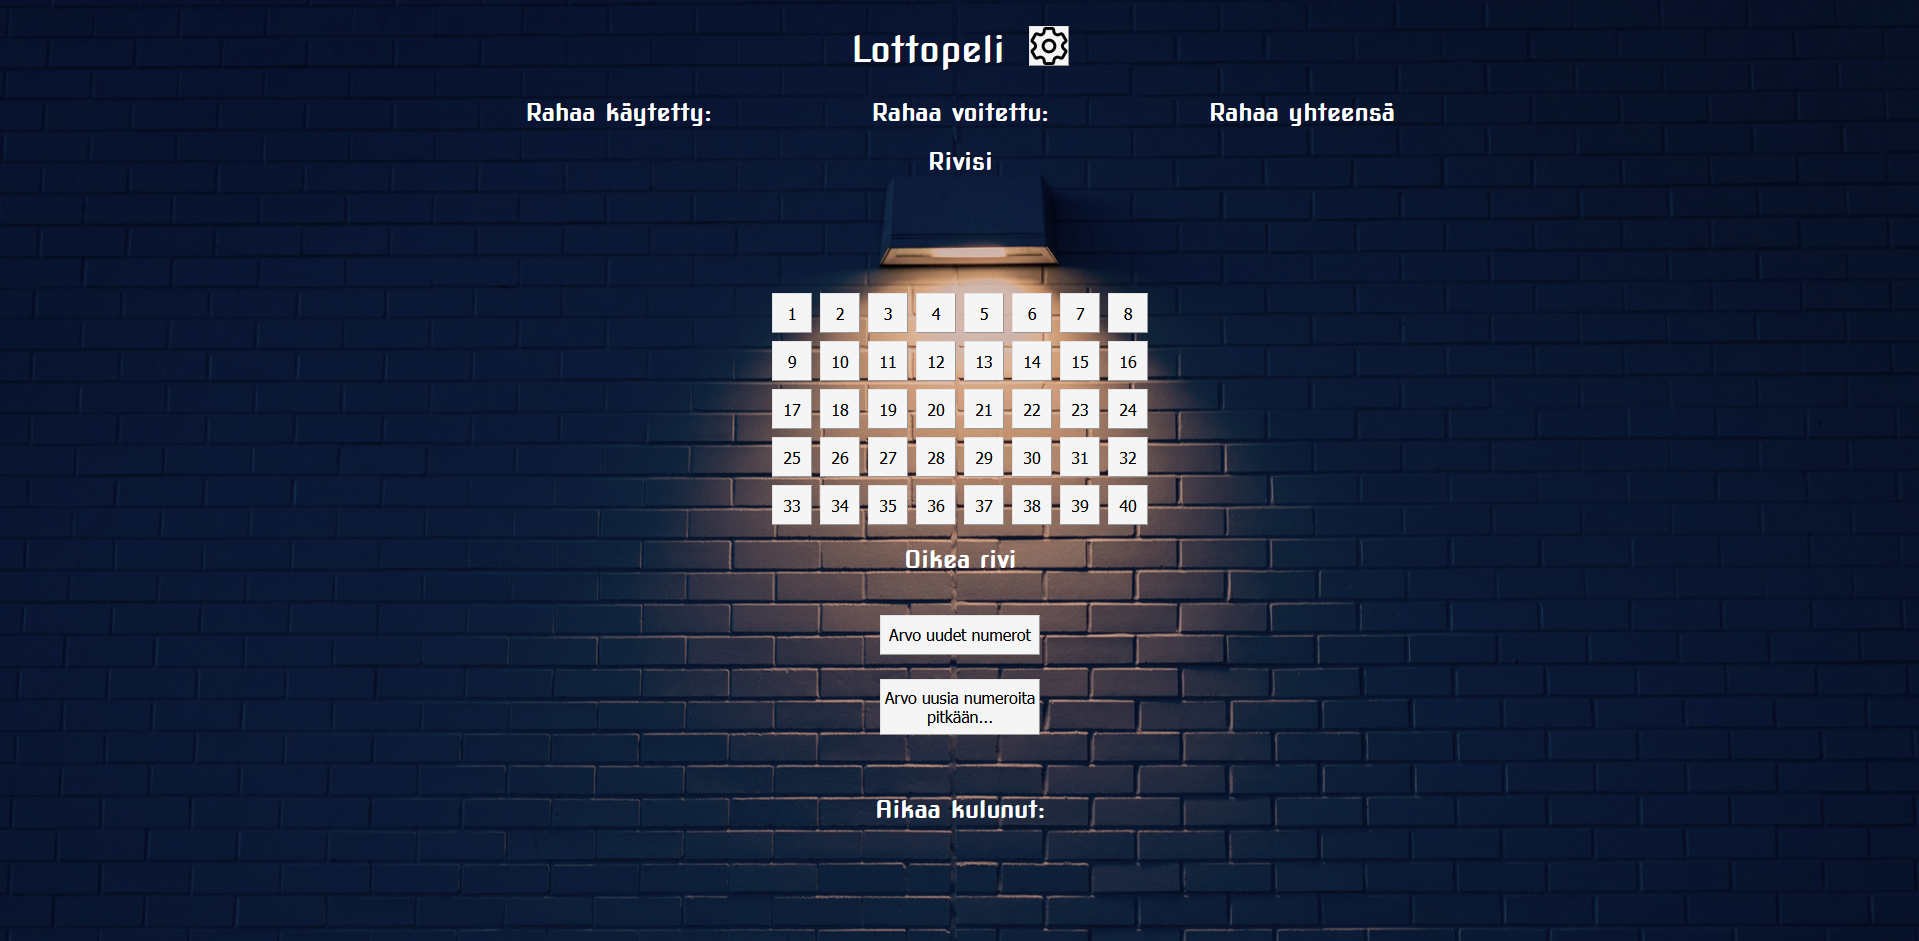 Lottopeli
Rahaa käytetty: Rahaa voitettu: Rahaa yhteensä
Rivisi
1 2 3 4 5 6 7 8
9 10 11 12 13 14 15 16
17 18 19 20 21 22 23 24
25 26 27 28 29 30 31 32
33 34 35 36 37 38 39 40
Oikea rivi
Arvo uudet numerot
Arvo uusia numeroita
pitkään...
Aikaa kulunut: